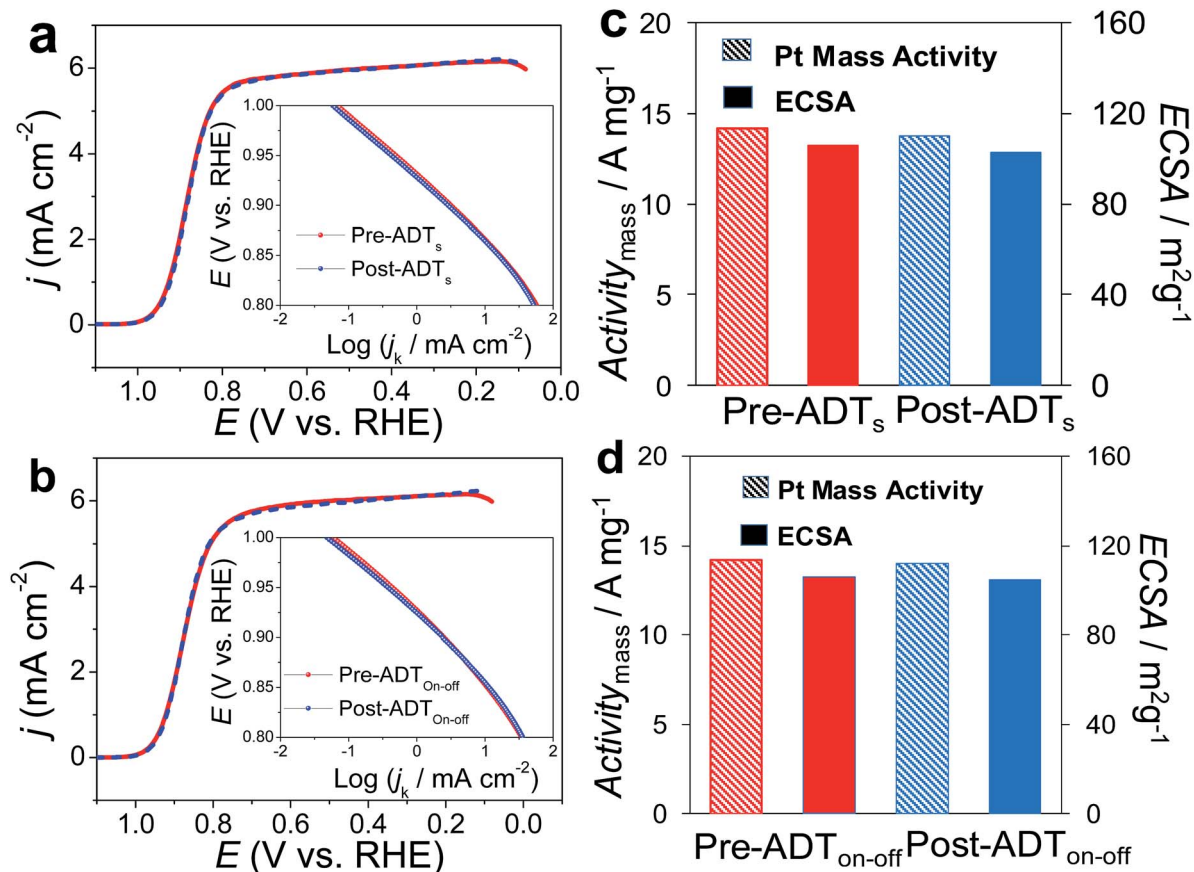 a
6
4
2
0
j (mA cm-2)
1.0 0.8 0.6 0.4 0.2 0.0
E (V vs. RHE)
1.00
0.95
0.90
0.85
0.80
E (V vs. RHE)
Pre-ADTs
Post-ADTs
-2 -1 0 1 2
Log (jk / mA cm-2)
b
6
4
2
0
j (mA cm-2)
1.0 0.8 0.6 0.4 0.2 0.0
E (V vs. RHE)
1.00
0.95
0.90
0.85
0.80
E (V vs. RHE)
Pre-ADTOn-off
Post-ADTOn-off
-2 -1 0 1 2
Log (jk / mA cm-2)
c
20
15
10
5
0
Activitymass / A mg-1
Pt Mass Activity
ECSA
160
120
80
40
0
ECSA / m2g-1
Pre-ADTs Post-ADTs
d
20
15
10
5
0
Activitymass / A mg-1
Pt Mass Activity
ECSA
160
120
80
40
0
ECSA / m2g-1
Pre-ADTon-off Post-ADTon-off